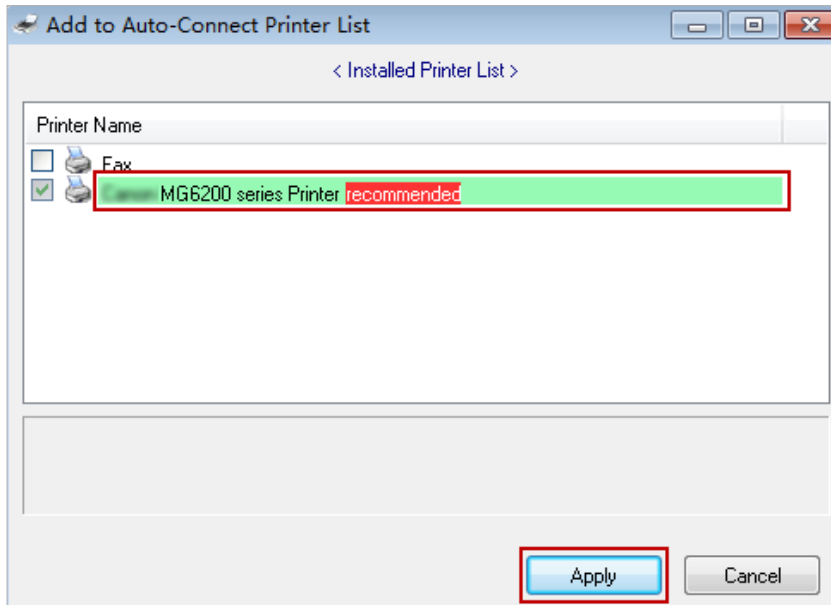 Add to Auto-Connect Printer List
< Installed Printer List >
Printer Name
Fax
MG6200 series Printer recommended
Apply
Cancel